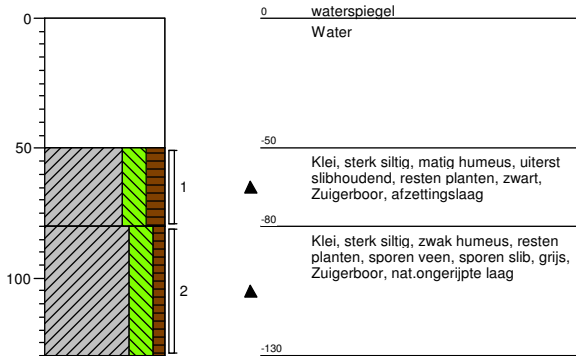 0
0
waterspiegel
Water
50
-50
Klei, sterk siltig, matig humeus, uiterst
slibhoudend, resten planten, zwart,
Zuigerboor, afzettingslaag
1
-80
Klei, sterk siltig, zwak humeus, resten
planten, sporen veen, sporen slib, grijs,
Zuigerboor, nat.ongerijpte laag
100
2
-130